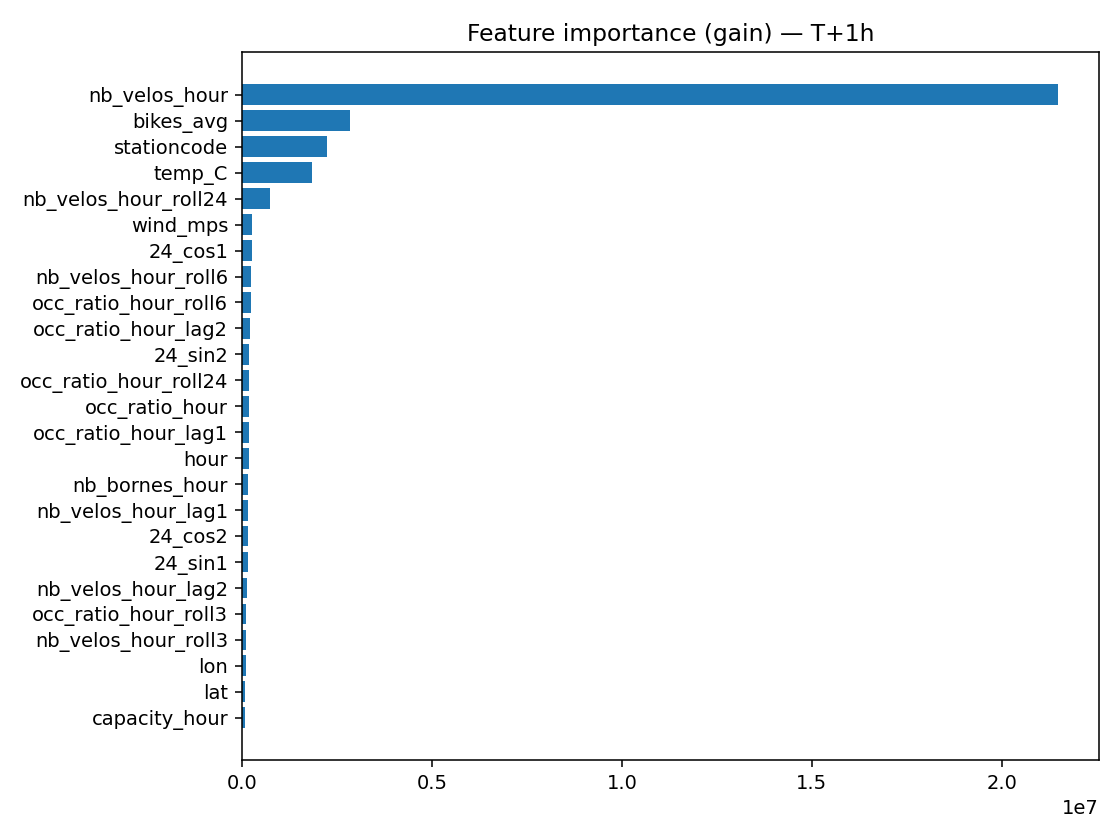 Feature importance (gain) — T+1h
nb_velos_hour
bikes_avg
stationcode
temp_C
nb_velos_hour_roll24
wind_mps
24_cos1
nb_velos_hour_roll6
occ_ratio_hour_roll6
occ_ratio_hour_lag2
24_sin2
occ_ratio_hour_roll24
occ_ratio_hour
occ_ratio_hour_lag1
hour
nb_bornes_hour
nb_velos_hour_lag1
24_cos2
24_sin1
nb_velos_hour_lag2
occ_ratio_hour_roll3
nb_velos_hour_roll3
lon
lat
capacity_hour
0.0 0.5 1.0 1.5 2.0
1e7